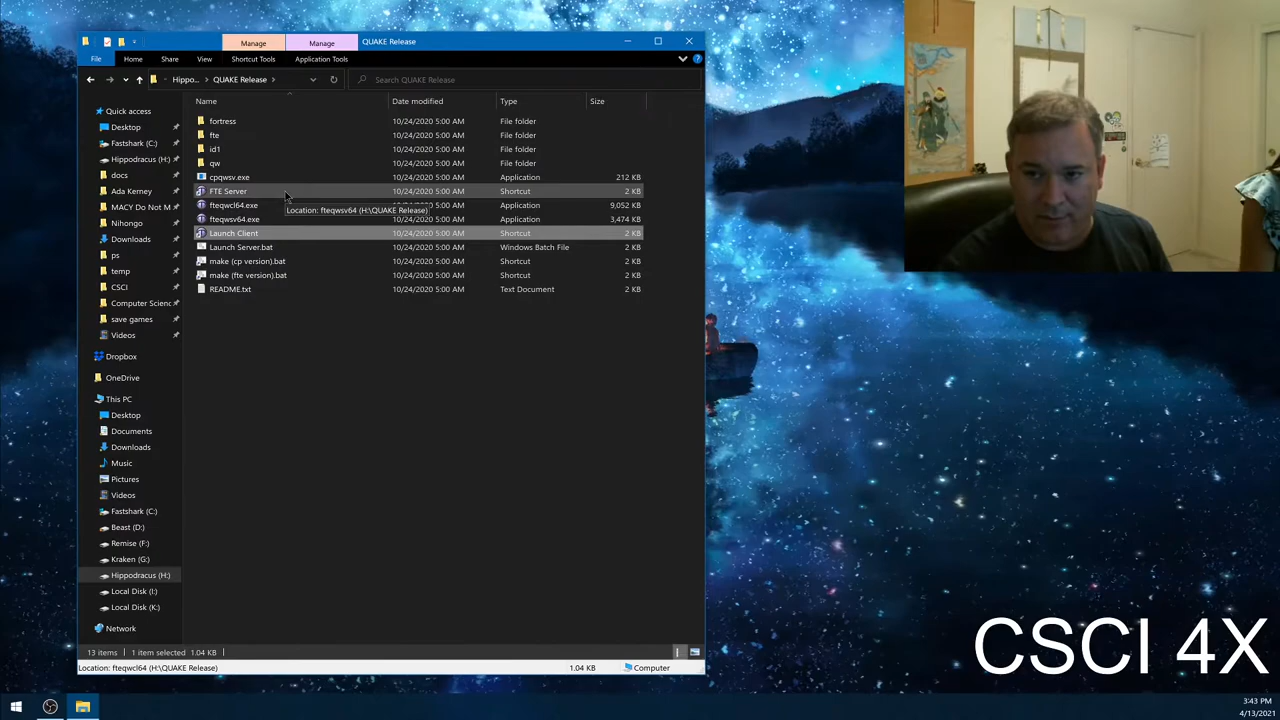 Manage
Manage
QUAKE Release
File
Home
Share
View
Shortcut Tools
Application Tools
Hippo...
QUAKE Release
Search QUAKE Release
Name
Date modified
Type
Size
Quick access
Desktop
Fastshark (C:)
Hippodracus (H:)
docs
Ada Kerney
MACY Do Not M
Nihongo
Downloads
ps
temp
CSCI
Computer Scienc
save games
Videos
Dropbox
OneDrive
This PC
Desktop
Documents
Downloads
Music
Pictures
Videos
Fastshark (C:)
Beast (D:)
Remise (F:)
Kraken (G:)
Hippodracus (H:)
Local Disk (I:)
Local Disk (K:)
Network
fortress 10/24/2020 5:00 AM File folder
fte 10/24/2020 5:00 AM File folder
id1 10/24/2020 5:00 AM File folder
qw 10/24/2020 5:00 AM File folder
cpqwsv.exe 10/24/2020 5:00 AM Application 212 KB
FTE Server 10/24/2020 5:00 AM Shortcut 2 KB
fteqwcl64.exe 10/24/2020 5:00 AM Application 9,052 KB
Location: fteqwsv64 (H:\QUAKE Release)
fteqwsv64.exe 10/24/2020 5:00 AM Application 3,474 KB
Launch Client 10/24/2020 5:00 AM Shortcut 2 KB
Launch Server.bat 10/24/2020 5:00 AM Windows Batch File 2 KB
make (cp version).bat 10/24/2020 5:00 AM Shortcut 2 KB
make (fte version).bat 10/24/2020 5:00 AM Shortcut 2 KB
README.txt 10/24/2020 5:00 AM Text Document 2 KB
13 items 1 item selected 1.04 KB
Location: fteqwcl64 (H:\QUAKE Release) 1.04 KB Computer
CSCI 4X
3:43 PM
4/13/2021